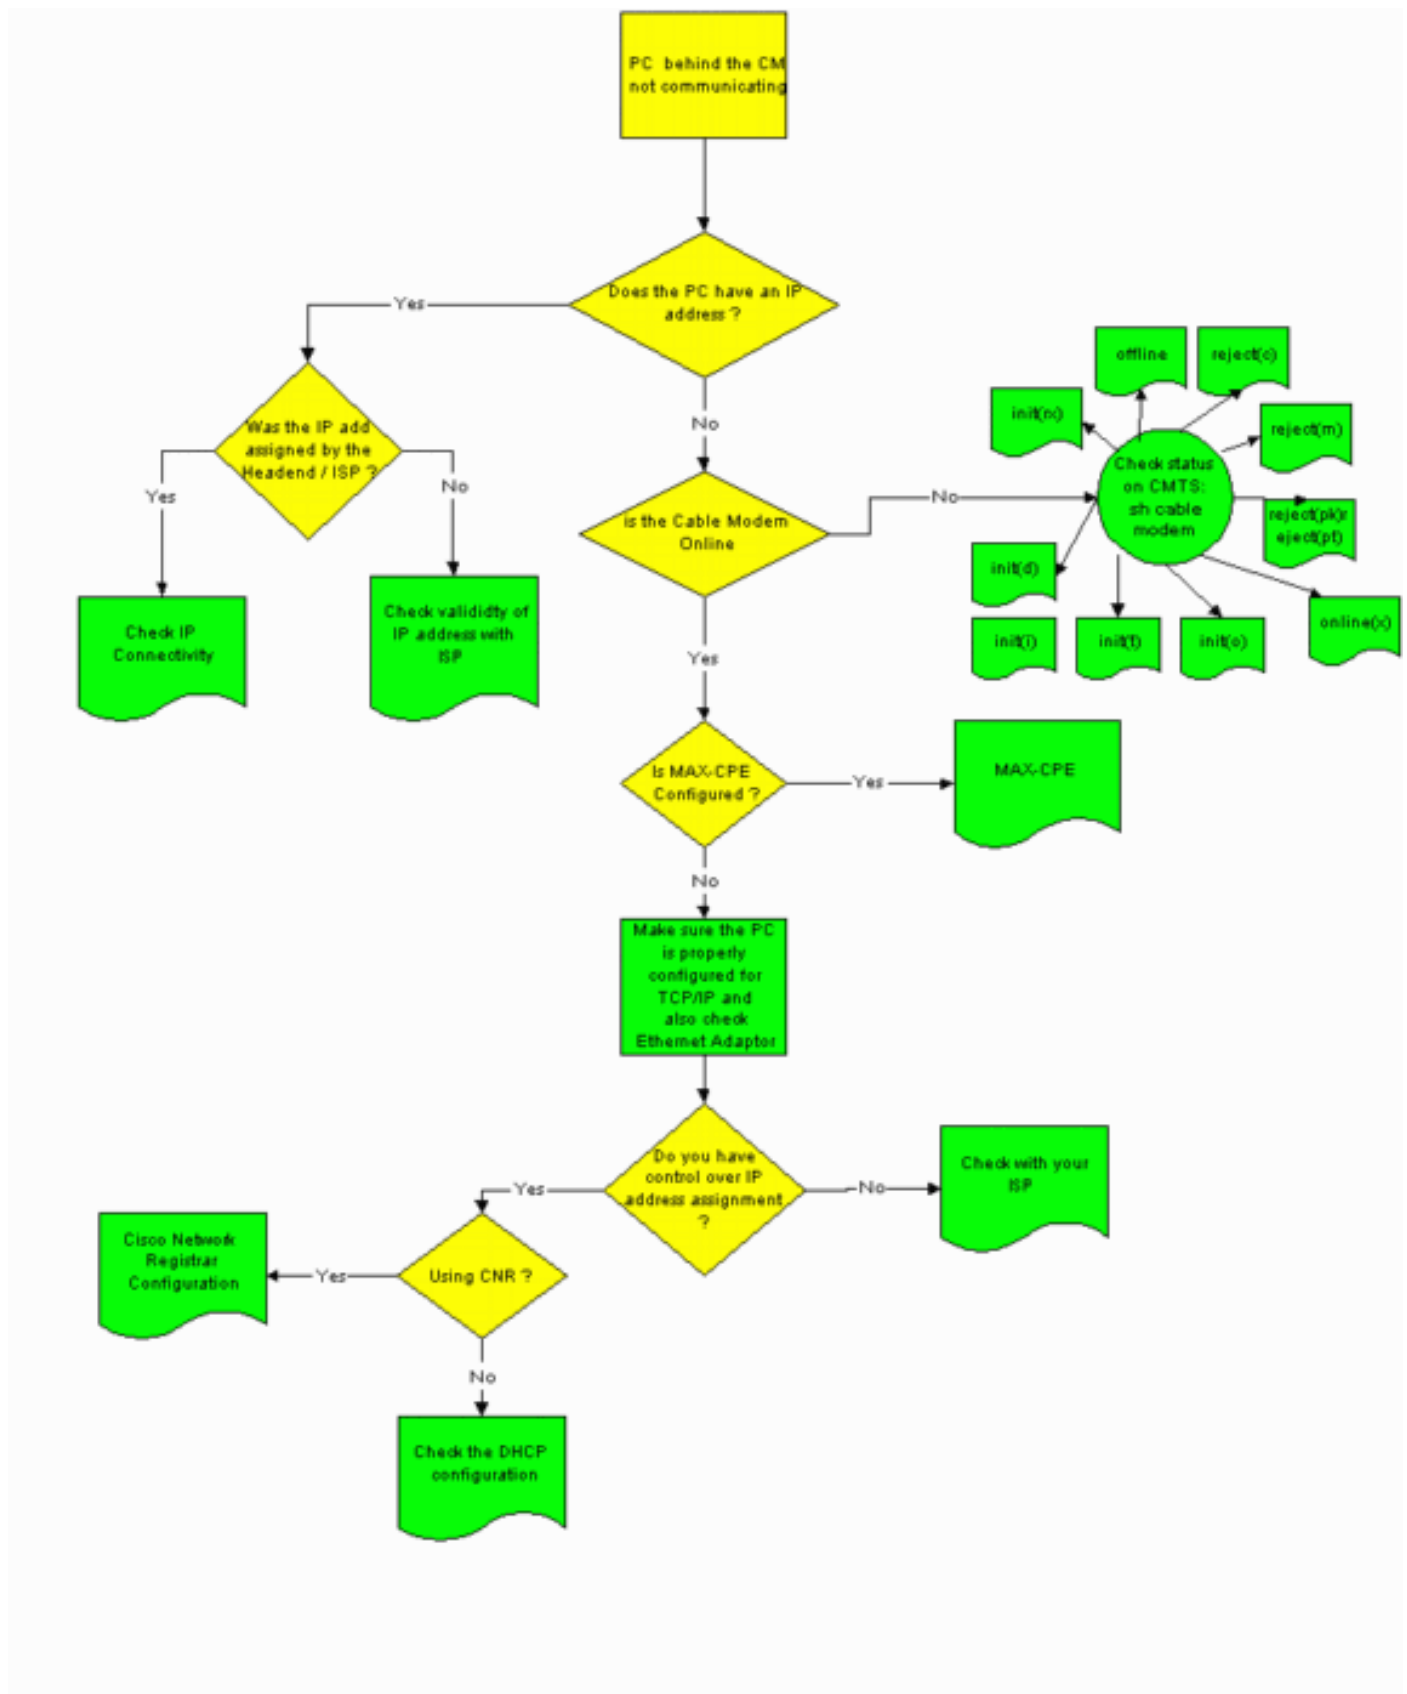 PC behind the CM
not communicating
Does the PC have an IP
address ?
Yes
No
Was the IP add
assigned by the
Headend / ISP ?
Yes
No
Check IP
Connectivity
Check valididty of
IP address with
ISP
is the Cable Modem
Online
No
Yes
Check status
on CMTS:
sh cable
modem
offline
reject(c)
init(rx)
reject(m)
reject(pk)r
eject(pt)
init(d)
online(x)
init(i)
init(t)
init(o)
Is MAX-CPE
Configured ?
Yes
MAX-CPE
No
Make sure the PC
is properly
configured for
TCP/IP and
also check
Ethernet Adaptor
Do you have
control over IP
address assignment
?
No
Check with your
ISP
Yes
Using CNR ?
Yes
Cisco Network
Registrar
Configuration
No
Check the DHCP
configuration